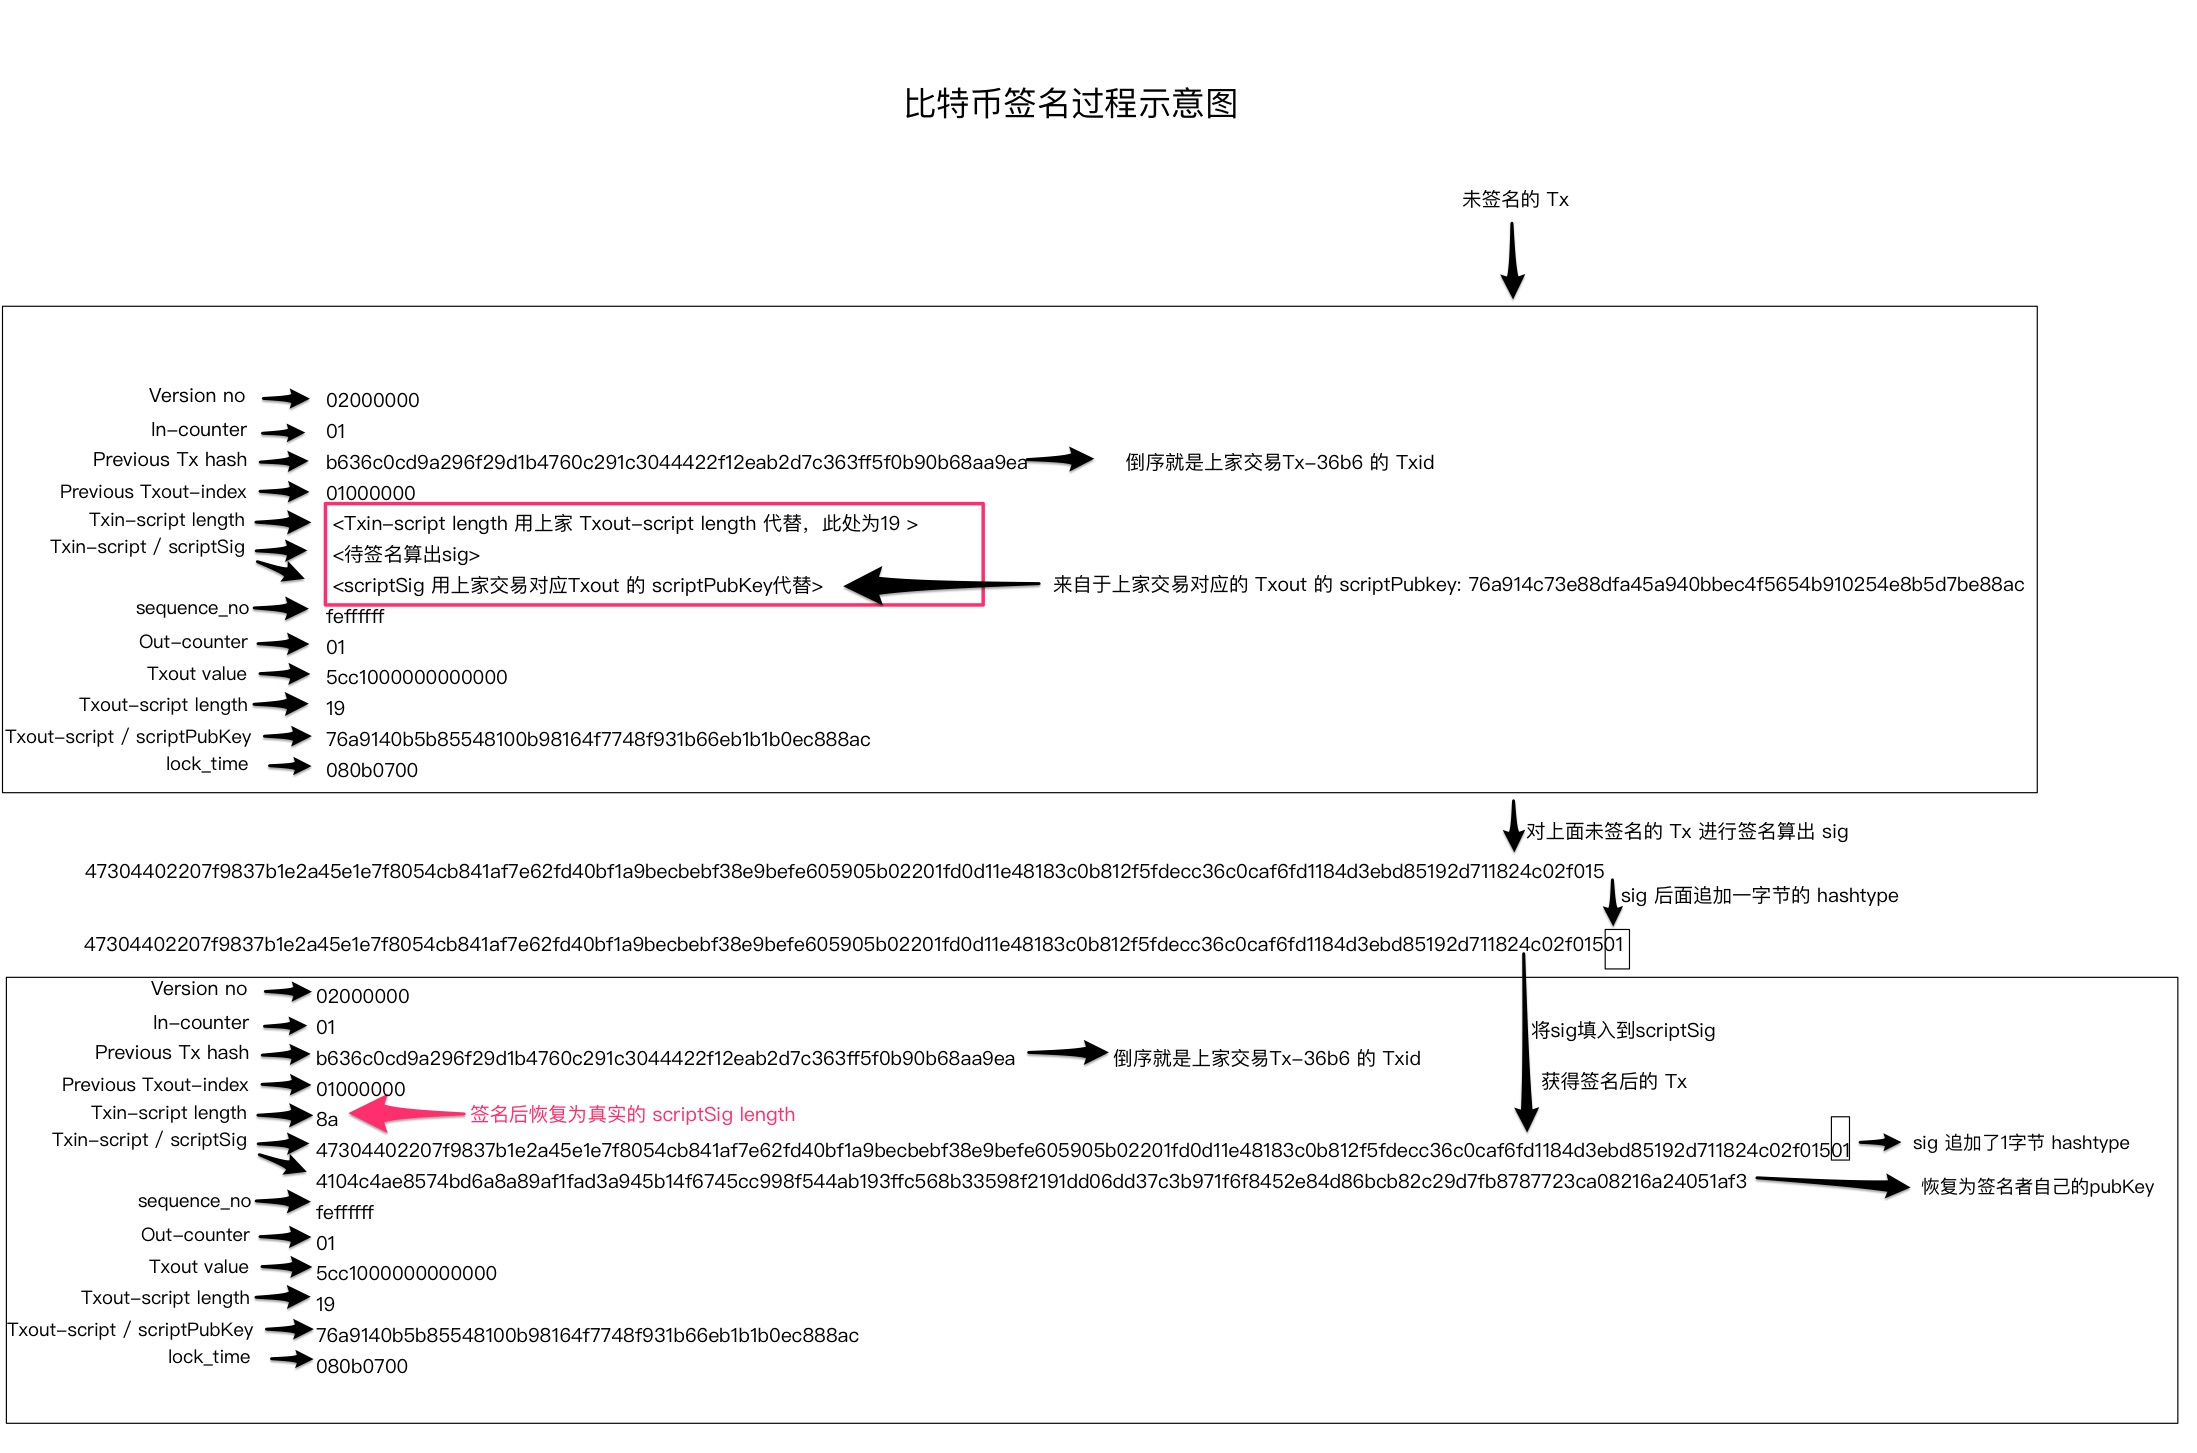 比特币签名过程示意图
未签名的 Tx
Version no 02000000
In-counter 01
Previous Tx hash b636c0cd9a296f29d1b4760c291c3044422f12eab2d7c363ff5f0b90b68aa9ea 倒序就是上家交易Tx-36b6 的 Txid
Previous Txout-index 01000000
Txin-script length <Txin-script length 用上家 Txout-script length 代替，此处为19 >
Txin-script / scriptSig <待签名算出sig>
<scriptSig 用上家交易对应Txout 的 scriptPubKey代替> 来自于上家交易对应的 Txout 的 scriptPubkey: 76a914c73e88dfa45a940bbec4f5654b910254e8b5d7be88ac
sequence_no feffffff
Out-counter 01
Txout value 5cc1000000000000
Txout-script length 19
Txout-script / scriptPubKey 76a9140b5b85548100b98164f7748f931b66eb1b1b0ec888ac
lock_time 080b0700
对上面未签名的 Tx 进行签名算出 sig
47304402207f9837b1e2a45e1e7f8054cb841af7e62fd40bf1a9becbebf38e9befe605905b02201fd0d11e48183c0b812f5fdecc36c0caf6fd1184d3ebd85192d711824c02f015
sig 后面追加一字节的 hashtype
47304402207f9837b1e2a45e1e7f8054cb841af7e62fd40bf1a9becbebf38e9befe605905b02201fd0d11e48183c0b812f5fdecc36c0caf6fd1184d3ebd85192d711824c02f01501
Version no 02000000
In-counter 01
将sig填入到scriptSig
Previous Tx hash b636c0cd9a296f29d1b4760c291c3044422f12eab2d7c363ff5f0b90b68aa9ea 倒序就是上家交易Tx-36b6 的 Txid
Previous Txout-index 01000000
获得签名后的 Tx
Txin-script length 8a 签名后恢复为真实的 scriptSig length
Txin-script / scriptSig 47304402207f9837b1e2a45e1e7f8054cb841af7e62fd40bf1a9becbebf38e9befe605905b02201fd0d11e48183c0b812f5fdecc36c0caf6fd1184d3ebd85192d711824c02f01501 sig 追加了1字节 hashtype
4104c4ae8574bd6a8a89af1fad3a945b14f6745cc998f544ab193ffc568b33598f2191dd06dd37c3b971f6f8452e84d86bcb82c29d7fb8787723ca08216a24051af3 恢复为签名者自己的pubKey
sequence_no feffffff
Out-counter 01
Txout value 5cc1000000000000
Txout-script length 19
Txout-script / scriptPubKey 76a9140b5b85548100b98164f7748f931b66eb1b1b0ec888ac
lock_time 080b0700